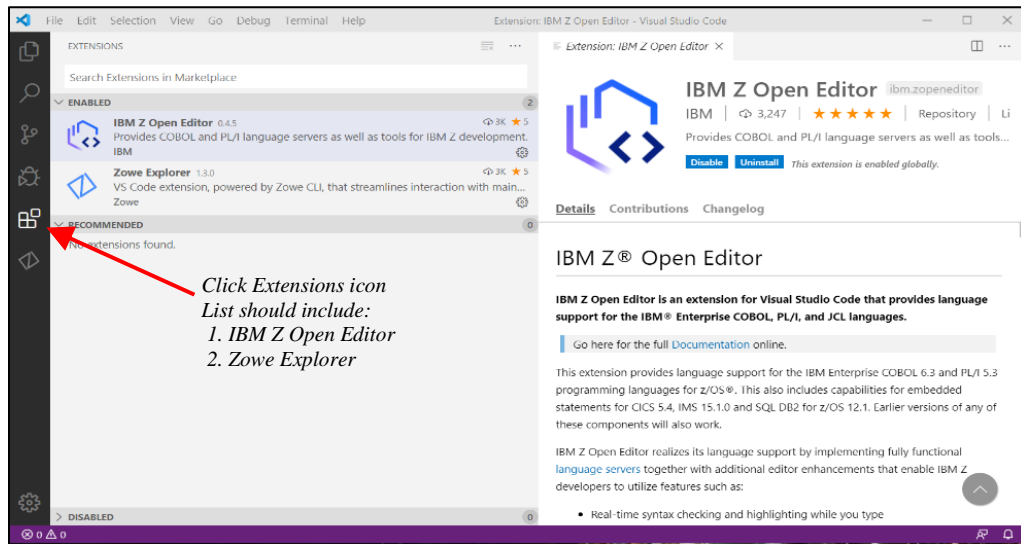 File Edit Selection View Go Debug Terminal Help
Extension: IBM Z Open Editor - Visual Studio Code
EXTENSIONS
Search Extensions in Marketplace
ENABLED 2
IBM Z Open Editor 0.4.5 3K ★ 5
Provides COBOL and PL/I language servers as well as tools for IBM Z development.
IBM
Zowe Explorer 1.3.0 3K ★ 5
VS Code extension, powered by Zowe CLI, that streamlines interaction with main...
Zowe
RECOMMENDED 0
No extensions found.
Click Extensions icon
List should include:
1. IBM Z Open Editor
2. Zowe Explorer
DISABLED 0
Extension: IBM Z Open Editor ×
IBM Z Open Editor ibm.zopeneditor
IBM | 3,247 | ★★★★★ | Repository | Li
Provides COBOL and PL/I language servers as well as tools...
Disable Uninstall This extension is enabled globally.
Details Contributions Changelog
IBM Z® Open Editor
IBM Z Open Editor is an extension for Visual Studio Code that provides language
support for the IBM® Enterprise COBOL, PL/I, and JCL languages.
Go here for the full Documentation online.
This extension provides language support for the IBM Enterprise COBOL 6.3 and PL/I 5.3
programming languages for z/OS®. This also includes capabilities for embedded
statements for CICS 5.4, IMS 15.1.0 and SQL DB2 for z/OS 12.1. Earlier versions of any of
these components will also work.
IBM Z Open Editor realizes its language support by implementing fully functional
language servers together with additional editor enhancements that enable IBM Z
developers to utilize features such as:
• Real-time syntax checking and highlighting while you type
0 0